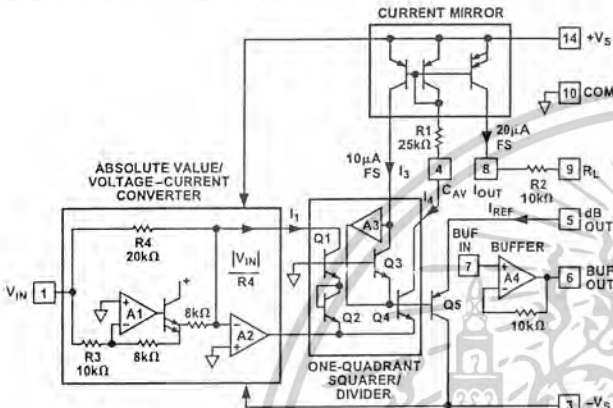 CURRENT MIRROR
14 +VS
10 COM
R1
25kΩ
20μA
FS
10μA
FS
I3
4
CAV
8
IOUT
9 RL
R2
10kΩ
ABSOLUTE VALUE/
VOLTAGE–CURRENT
CONVERTER
I1
I4
IREF
5 dB
OUT
R4
20kΩ
|VIN|
R4
Q1
A3
Q3
BUF
IN
7
BUFFER
A4
6 BUF
OUT
VIN 1
A1
+
8kΩ
A2
Q2
Q4
Q5
10kΩ
R3
10kΩ
8kΩ
ONE-QUADRANT
SQUARER/
DIVIDER
3 –VS